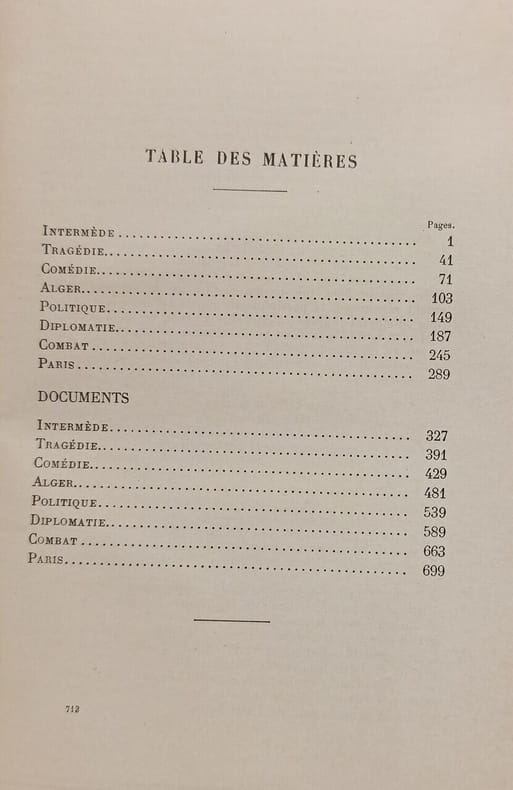 TABLE DES MATIÈRES
Pages.
INTERMÈDE ........................................ 1
TRAGÉDIE.......................................... 41
COMÉDIE........................................... 71
ALGER............................................. 103
POLITIQUE......................................... 149
DIPLOMATIE........................................ 187
COMBAT ........................................... 245
PARIS ............................................ 289
DOCUMENTS
INTERMÈDE......................................... 327
TRAGÉDIE.......................................... 391
COMÉDIE........................................... 429
ALGER............................................. 481
POLITIQUE......................................... 539
DIPLOMATIE........................................ 589
COMBAT ........................................... 663
PARIS............................................. 699
712